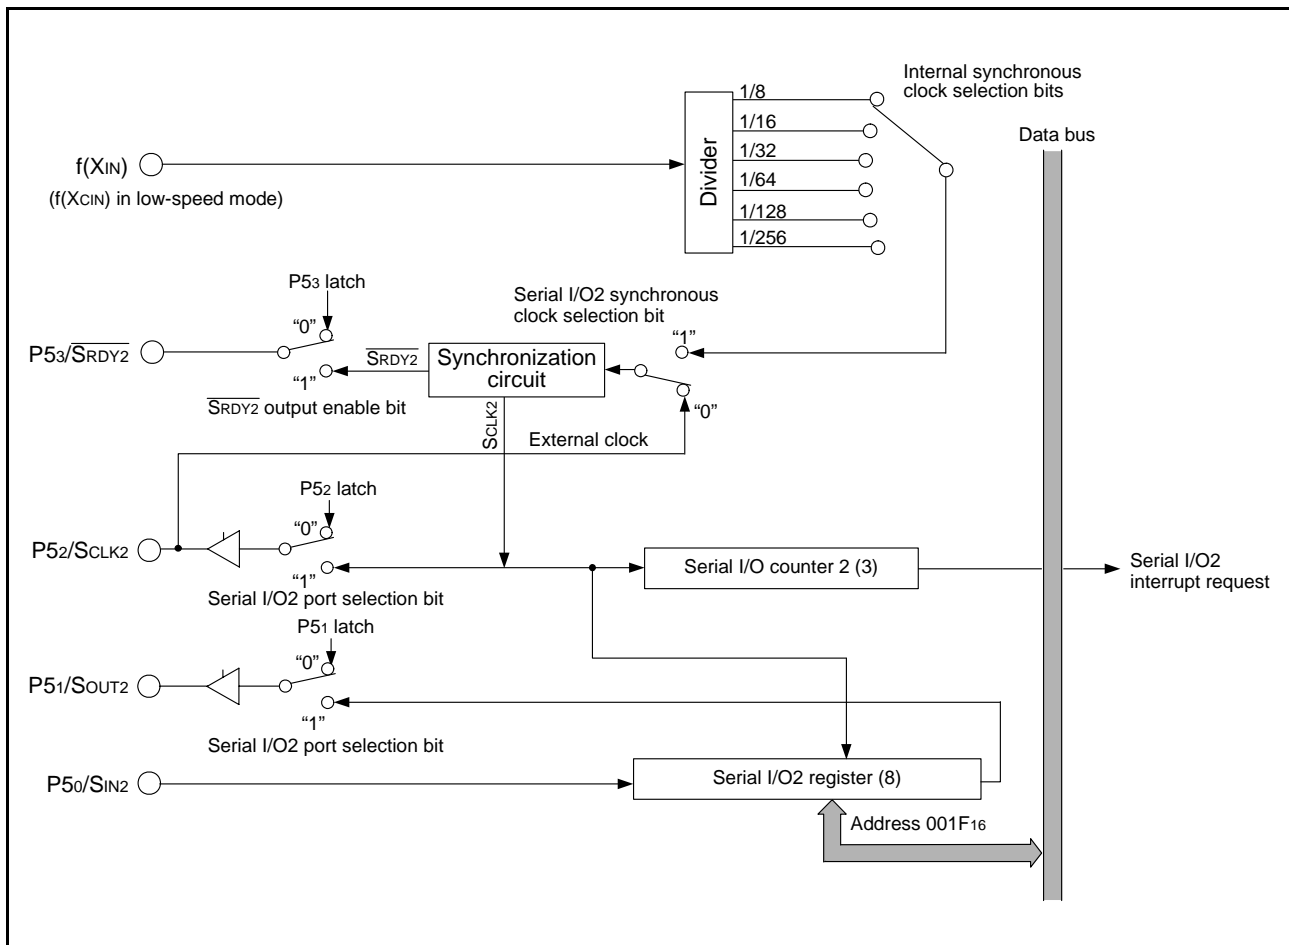 Internal synchronous
clock selection bits
1/8
1/16
1/32
1/64
1/128
1/256
Divider
Data bus
f(XIN)
(f(XCIN) in low-speed mode)
P53 latch
Serial I/O2 synchronous
clock selection bit
"0"
"1"
P53/SRDY2
SRDY2
Synchronization
circuit
"1"
"0"
SRDY2 output enable bit
SCLK2
External clock
P52 latch
"0"
P52/SCLK2
"1"
Serial I/O counter 2 (3)
Serial I/O2
interrupt request
Serial I/O2 port selection bit
P51 latch
"0"
P51/SOUT2
"1"
Serial I/O2 port selection bit
P50/SIN2
Serial I/O2 register (8)
Address 001F16